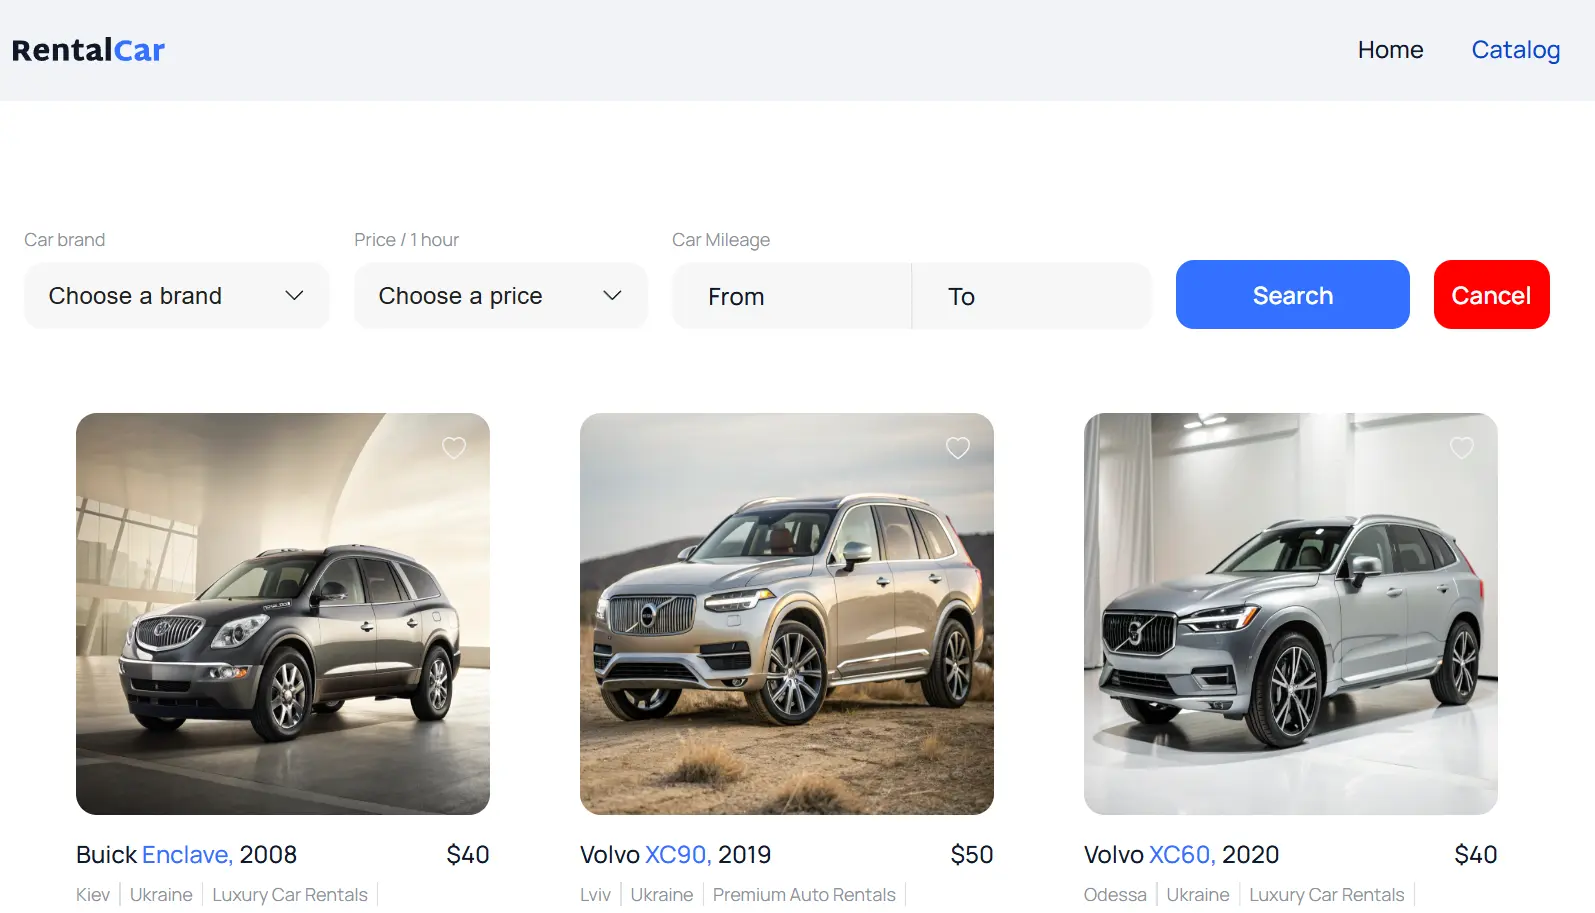 RentalCar
Home Catalog
Car brand Price / 1 hour Car Mileage
Choose a brand Choose a price From To Search Cancel
Buick Enclave, 2008 $40 Volvo XC90, 2019 $50 Volvo XC60, 2020 $40
Kiev Ukraine Luxury Car Rentals Lviv Ukraine Premium Auto Rentals Odessa Ukraine Luxury Car Rentals